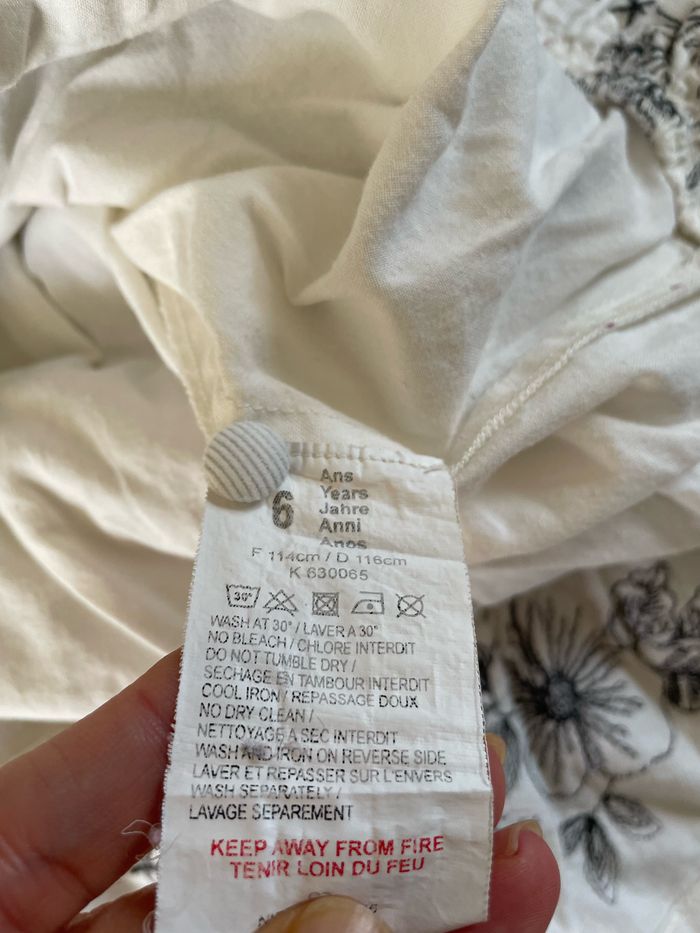 Ans
Years
6 Jahre
Anni
Anos
F 114cm / D 116cm
K 630065
30°
WASH AT 30° / LAVER A 30°
NO BLEACH / CHLORE INTERDIT
DO NOT TUMBLE DRY /
SECHAGE EN TAMBOUR INTERDIT
COOL IRON / REPASSAGE DOUX
NO DRY CLEAN /
NETTOYAGE A SEC INTERDIT
WASH AND IRON ON REVERSE SIDE
LAVER ET REPASSER SUR L'ENVERS
WASH SEPARATELY /
LAVAGE SEPAREMENT
KEEP AWAY FROM FIRE
TENIR LOIN DU FEU